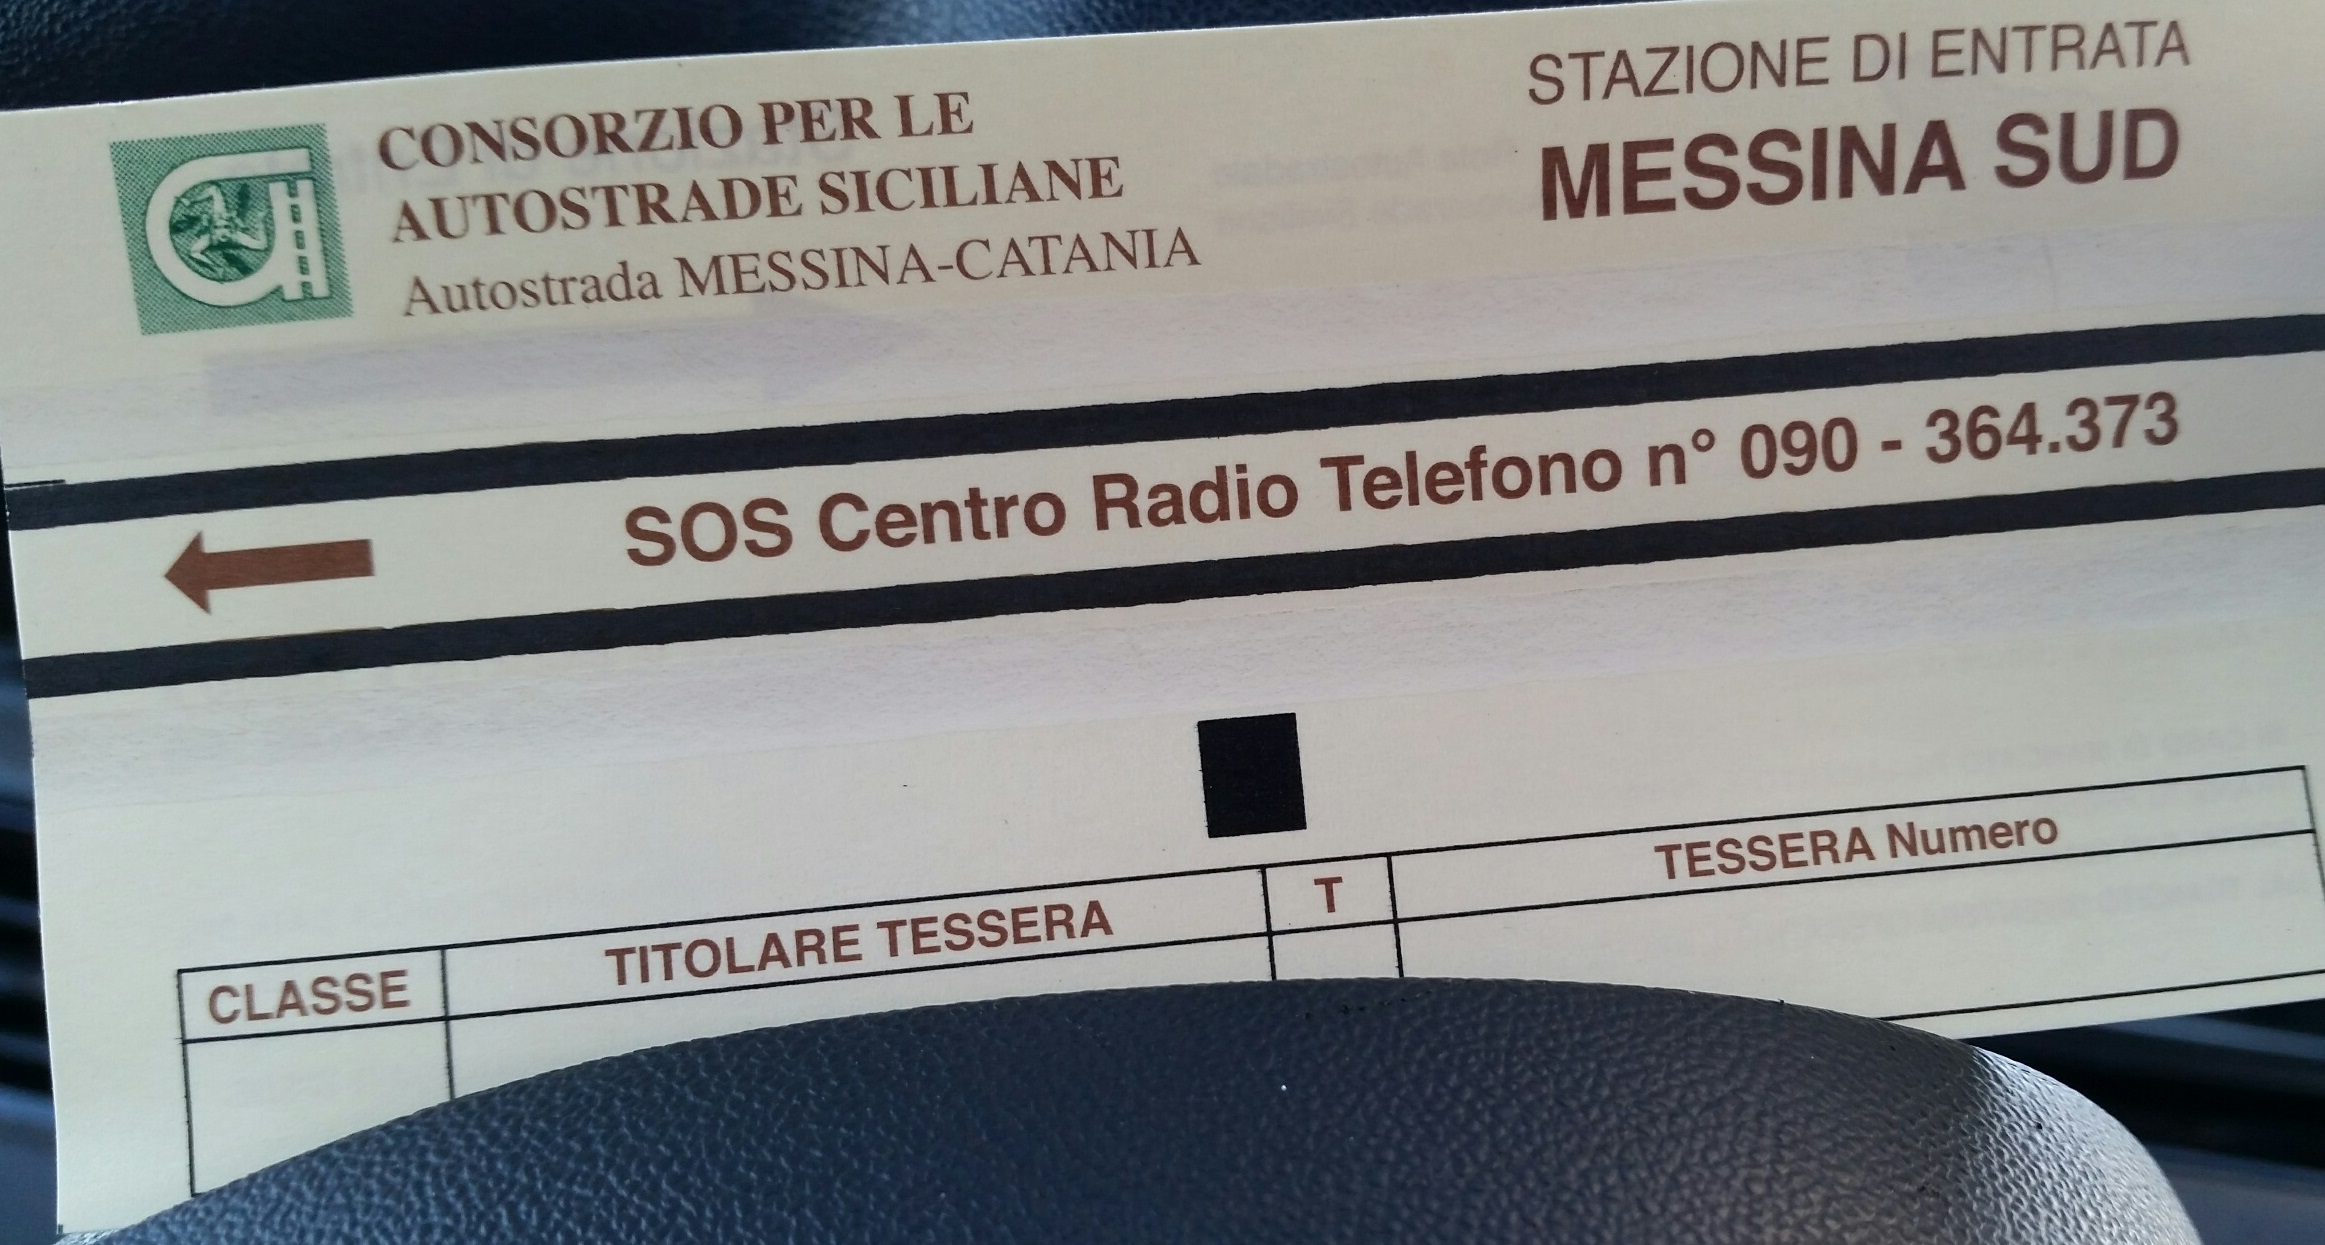 CONSORZIO PER LE
AUTOSTRADE SICILIANE
Autostrada MESSINA-CATANIA
STAZIONE DI ENTRATA
MESSINA SUD
SOS Centro Radio Telefono n° 090 - 364.373
CLASSE
TITOLARE TESSERA
T
TESSERA Numero